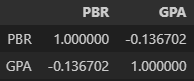 PBR GPA
PBR 1.000000 -0.136702
GPA -0.136702 1.000000